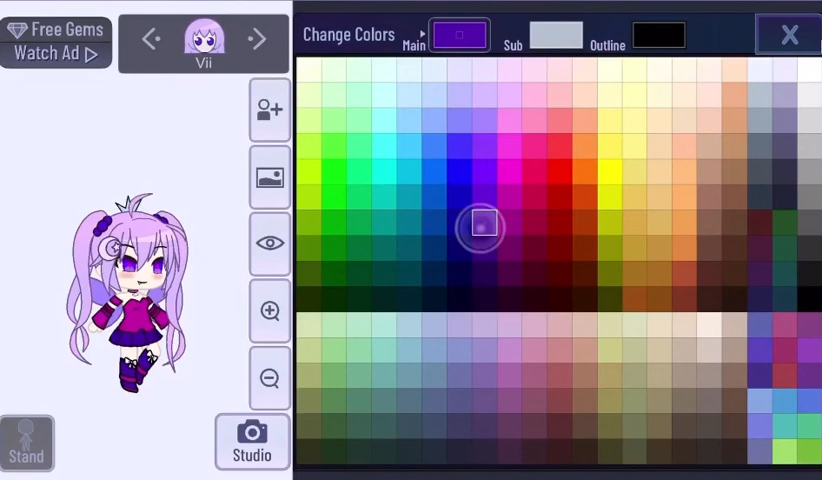 Free Gems
Watch Ad
Vii
Change Colors
Main
Sub
Outline
X
Stand
Studio